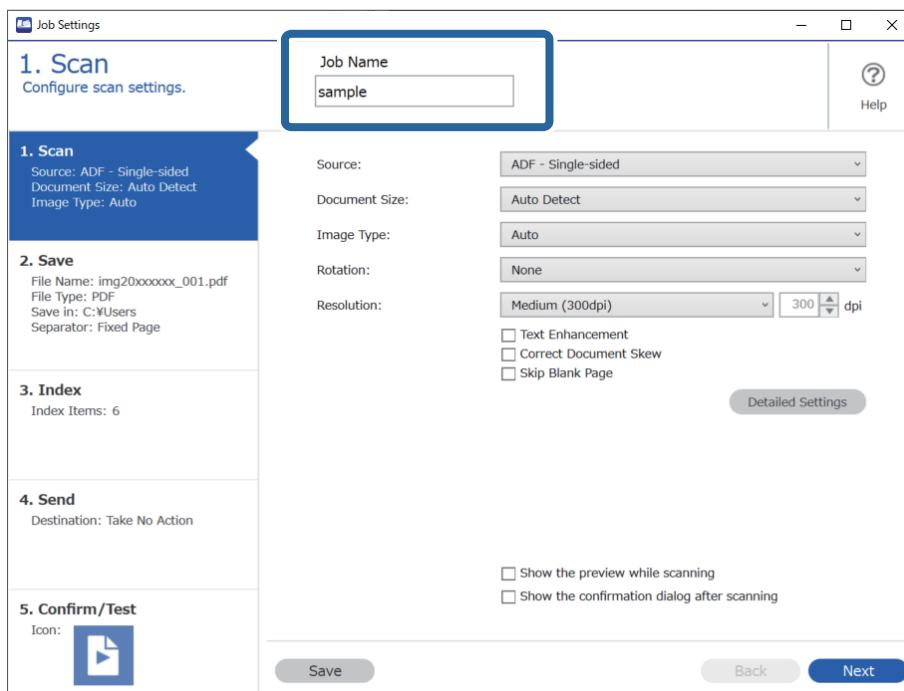 Job Settings
1. Scan
Configure scan settings.
Job Name
sample
Help
1. Scan
Source: ADF - Single-sided
Document Size: Auto Detect
Image Type: Auto
2. Save
File Name: img20xxxxxx_001.pdf
File Type: PDF
Save in: C:¥Users
Separator: Fixed Page
3. Index
Index Items: 6
4. Send
Destination: Take No Action
5. Confirm/Test
Icon:
Source: ADF - Single-sided
Document Size: Auto Detect
Image Type: Auto
Rotation: None
Resolution: Medium (300dpi) 300 dpi
Text Enhancement
Correct Document Skew
Skip Blank Page
Detailed Settings
Show the preview while scanning
Show the confirmation dialog after scanning
Save Back Next